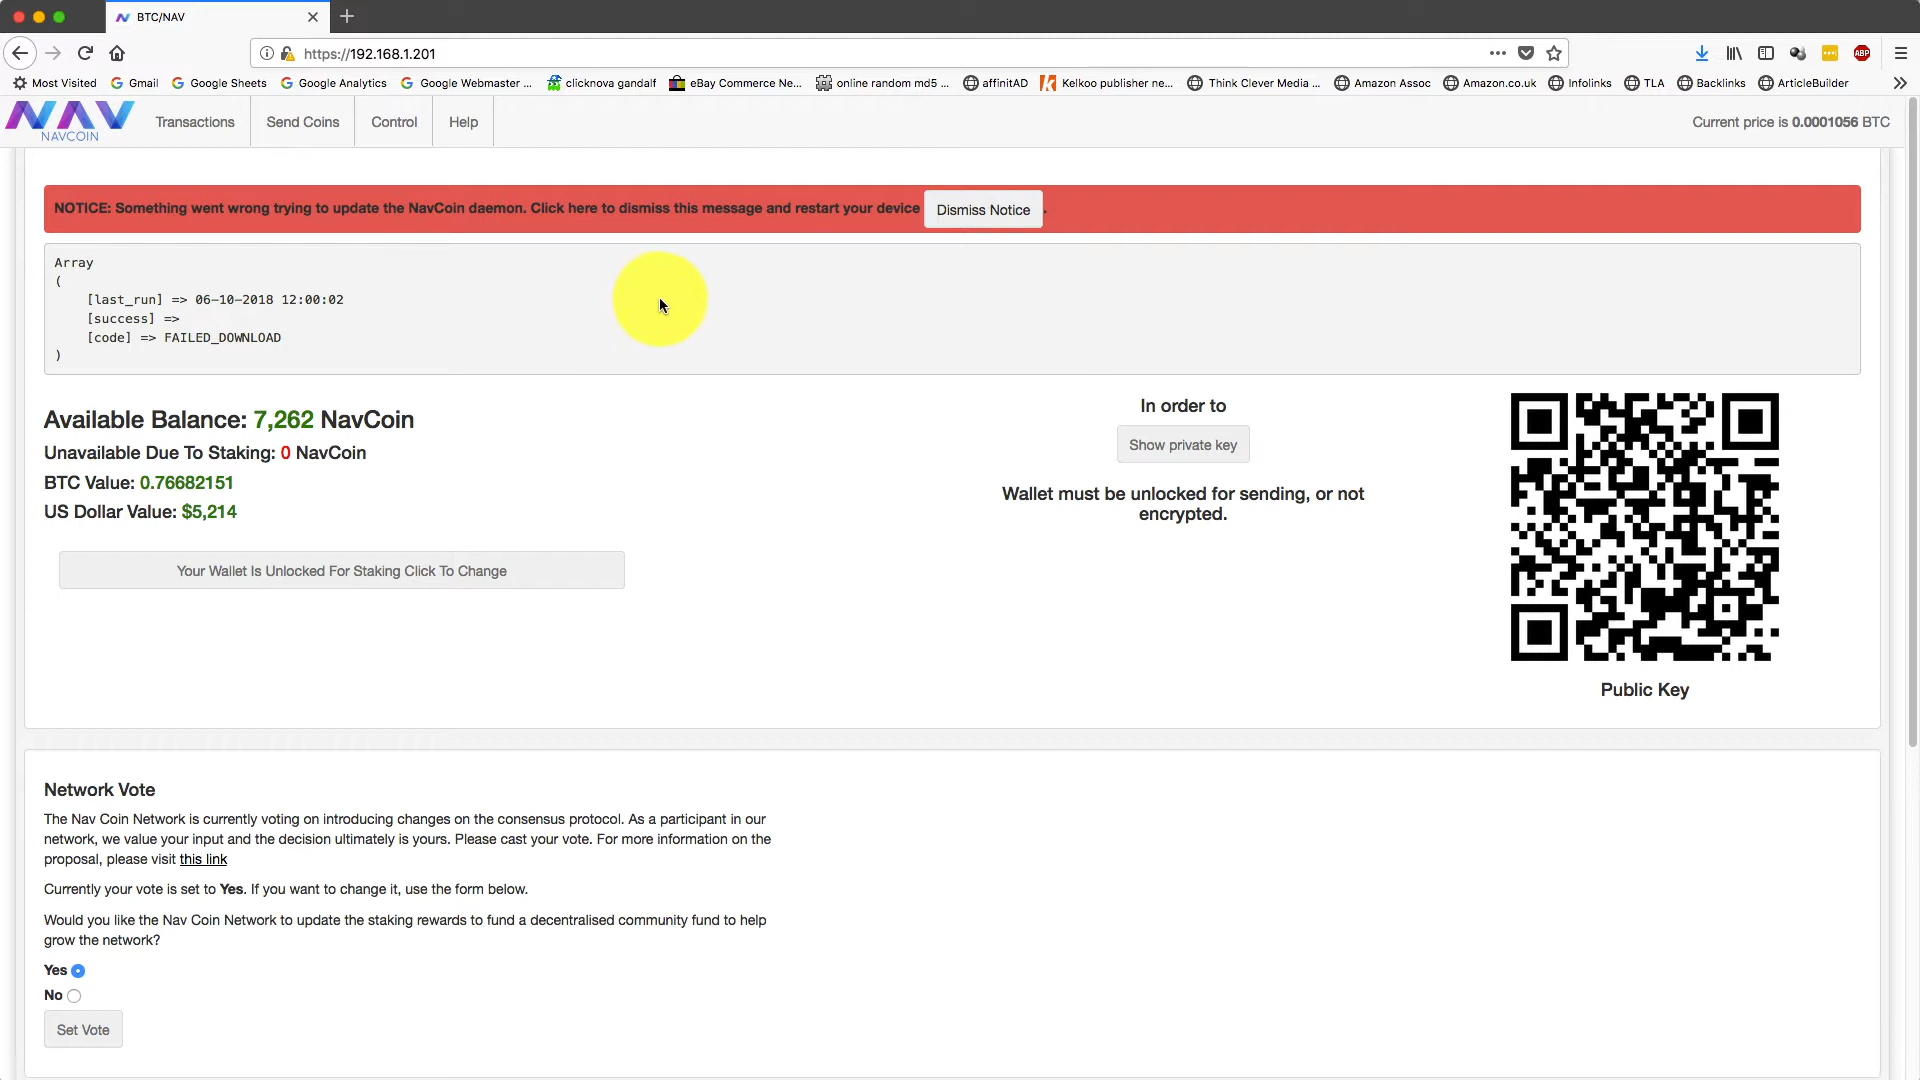 BTC/NAV
https://192.168.1.201
Most Visited
Gmail
Google Sheets
Google Analytics
Google Webmaster ...
clicknova gandalf
eBay Commerce Ne...
online random md5 ...
affinitAD
Kelkoo publisher ne...
Think Clever Media ...
Amazon Assoc
Amazon.co.uk
Infolinks
TLA
Backlinks
ArticleBuilder
ABP
NAV
NAVCOIN
Transactions
Send Coins
Control
Help
Current price is 0.0001056 BTC
NOTICE: Something went wrong trying to update the NavCoin daemon. Click here to dismiss this message and restart your device Dismiss Notice .
Array
(
[last_run] => 06-10-2018 12:00:02
[success] =>
[code] => FAILED_DOWNLOAD
)
Available Balance: 7,262 NavCoin
Unavailable Due To Staking: 0 NavCoin
BTC Value: 0.76682151
US Dollar Value: $5,214
Your Wallet Is Unlocked For Staking Click To Change
In order to
Show private key
Wallet must be unlocked for sending, or not
encrypted.
Public Key
Network Vote
The Nav Coin Network is currently voting on introducing changes on the consensus protocol. As a participant in our
network, we value your input and the decision ultimately is yours. Please cast your vote. For more information on the
proposal, please visit this link
Currently your vote is set to Yes. If you want to change it, use the form below.
Would you like the Nav Coin Network to update the staking rewards to fund a decentralised community fund to help
grow the network?
Yes
No
Set Vote